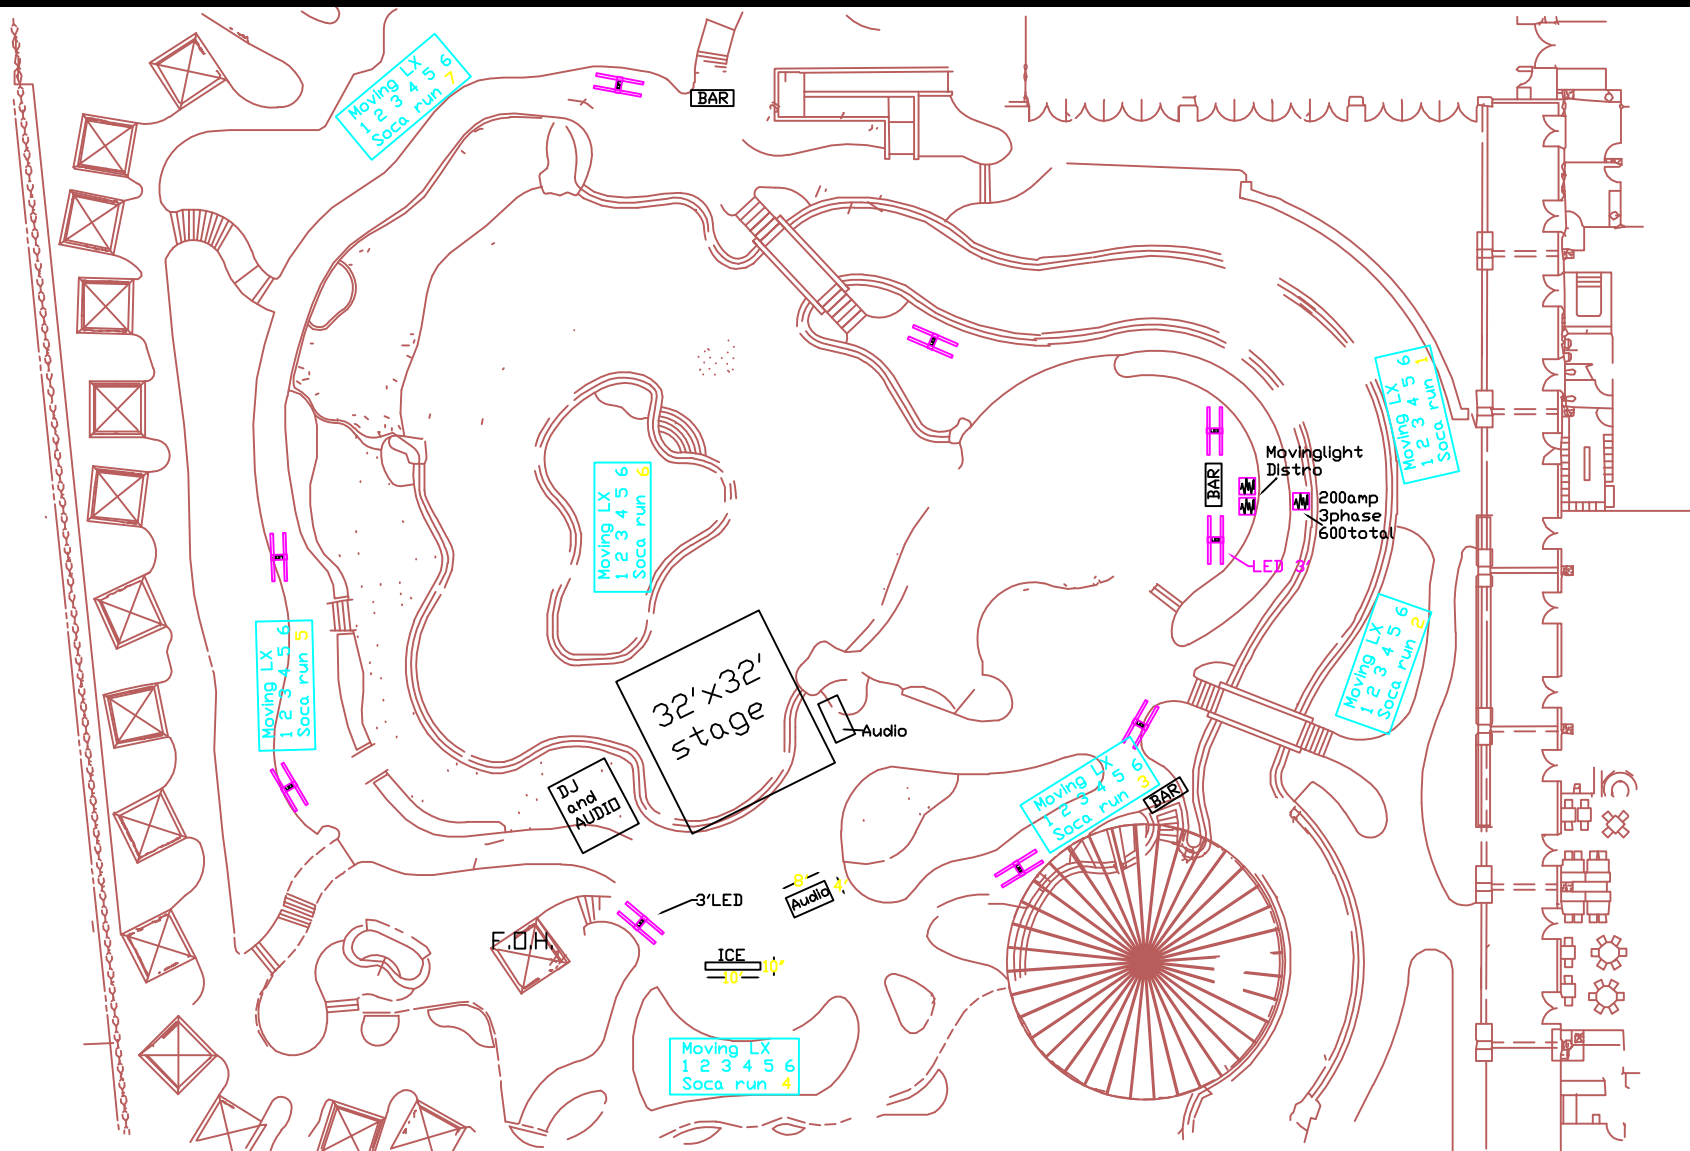 Moving LX
1 2 3 4 5 6
Soca run 7
BAR
Moving LX
1 2 3 4 5 6
Soca run 1
Movinglight
Distro
BAR
200amp
3phase
600total
LED 3'
Moving LX
1 2 3 4 5 6
Soca run 6
Moving LX
1 2 3 4 5 6
Soca run 5
Moving LX
1 2 3 4 5 6
Soca run 2
32'x32'
stage
Audio
DJ
and
AUDIO
Moving LX
1 2 3 4 5 6
Soca run 3
BAR
8'
4'
Audio
3'LED
F.O.H.
ICE
10'
10'
Moving LX
1 2 3 4 5 6
Soca run 4